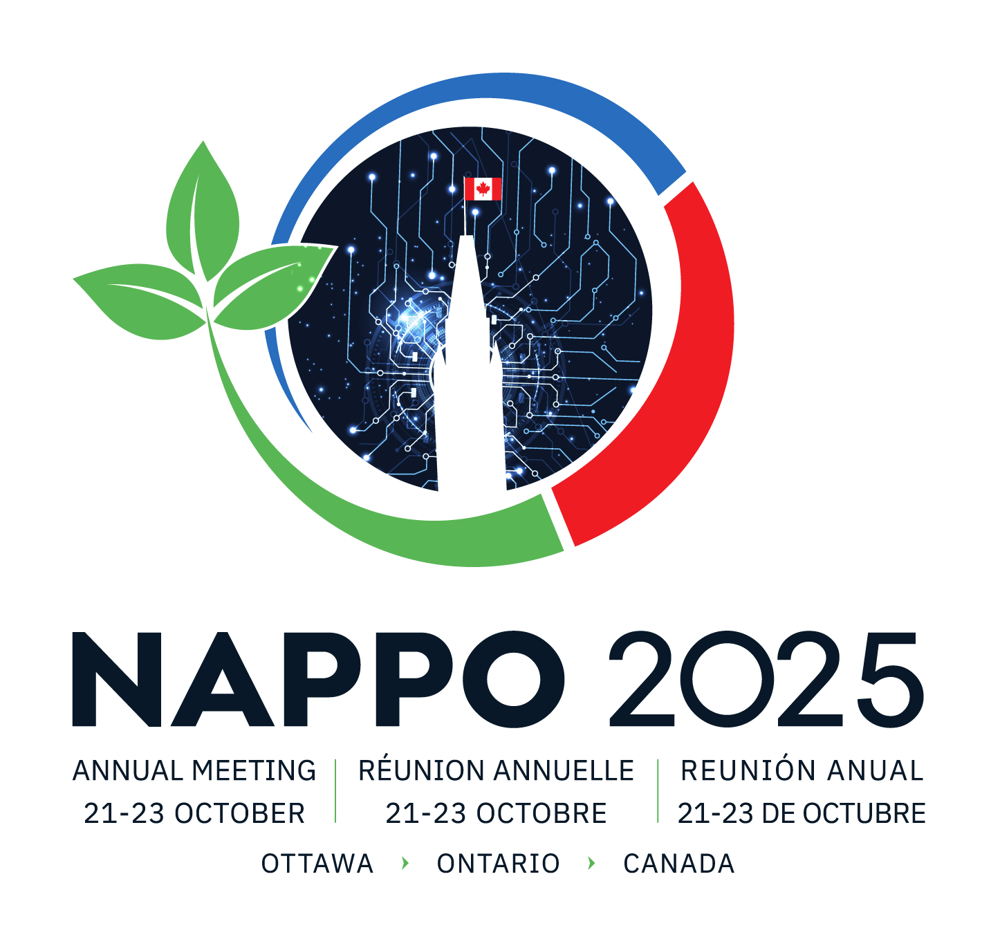 NAPPO 2025
ANNUAL MEETING
21-23 OCTOBER
RÉUNION ANNUELLE
21-23 OCTOBRE
REUNIÓN ANUAL
21-23 DE OCTUBRE
OTTAWA › ONTARIO › CANADA